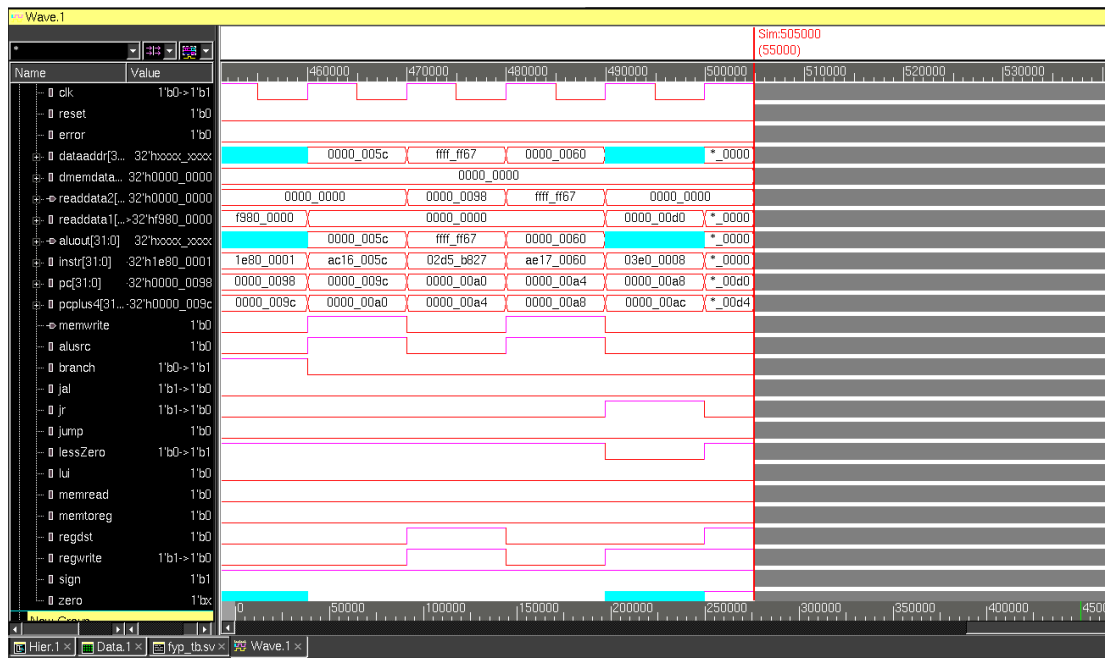 Wave.1
Sim:505000
(55000)
*
Name Value 460000 470000 480000 490000 500000 510000 520000 530000
clk 1'b0->1'b1
reset 1'b0
error 1'b0
dataaddr[3... 32'hxxxx_xxxx 0000_005c ffff_ff67 0000_0060 *_0000
dmemdata... 32'h0000_0000 0000_0000
readdata2[... 32'h0000_0000 0000_0000 0000_0098 ffff_ff67 0000_0000
readdata1[...>32'hf980_0000 f980_0000 0000_0000 0000_00d0 *_0000
aluout[31:0] 32'hxxxx_xxxx 0000_005c ffff_ff67 0000_0060 *_0000
instr[31:0] -32'h1e80_0001 1e80_0001 ac16_005c 02d5_b827 ae17_0060 03e0_0008 *_0000
pc[31:0] -32'h0000_0098 0000_0098 0000_009c 0000_00a0 0000_00a4 0000_00a8 *_00d0
pcplus4[31...-32'h0000_009c 0000_009c 0000_00a0 0000_00a4 0000_00a8 0000_00ac *_00d4
memwrite 1'b0
alusrc 1'b0
branch 1'b0->1'b1
jal 1'b1->1'b0
jr 1'b1->1'b0
jump 1'b0
lessZero 1'b0->1'b1
lui 1'b0
memread 1'b0
memtoreg 1'b0
regdst 1'b0
regwrite 1'b1->1'b0
sign 1'b1
zero 1'bx
0 50000 100000 150000 200000 250000 300000 350000 400000 4500
Hier.1 Data.1 fyp_tb.sv Wave.1